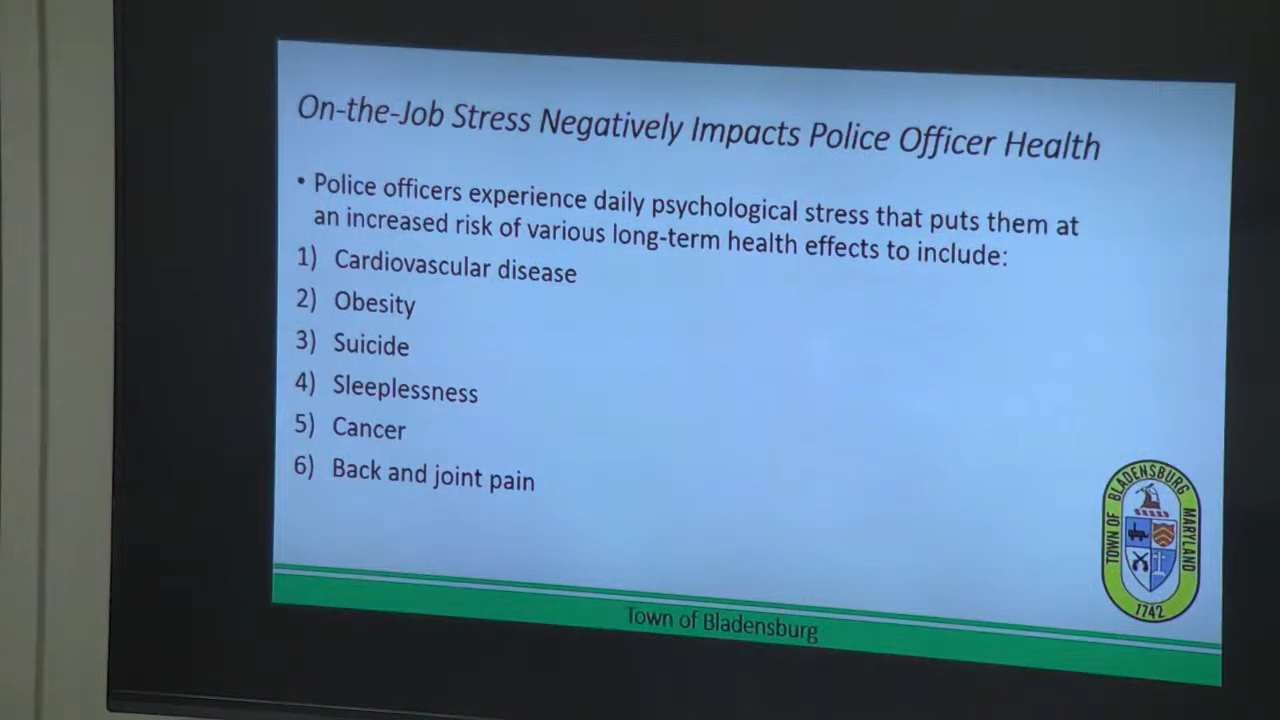 On-the-Job Stress Negatively Impacts Police Officer Health
• Police officers experience daily psychological stress that puts them at
an increased risk of various long-term health effects to include:
1) Cardiovascular disease
2) Obesity
3) Suicide
4) Sleeplessness
5) Cancer
6) Back and joint pain
TOWN OF BLADENSBURG MARYLAND
1742
Town of Bladensburg